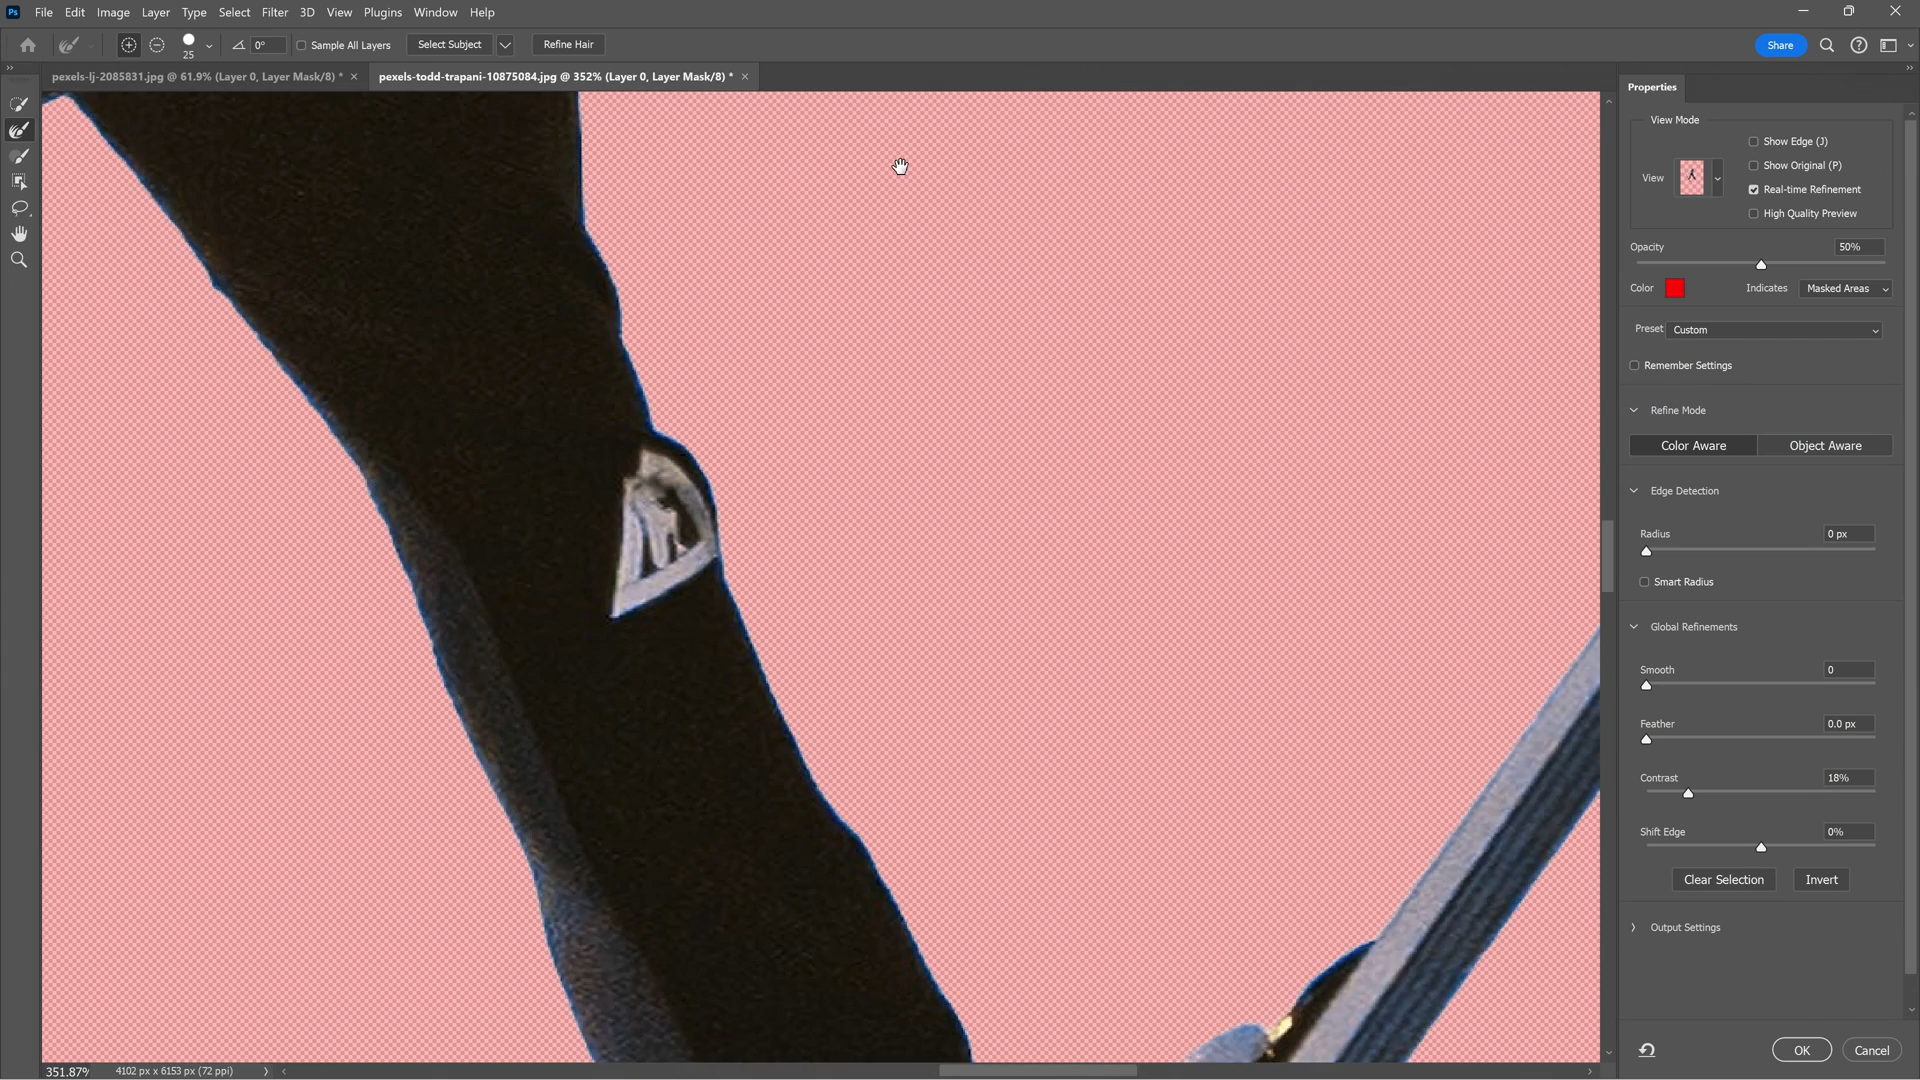 Ps File Edit Image Layer Type Select Filter 3D View Plugins Window Help
25 0° Sample All Layers Select Subject Refine Hair Share
pexels-lj-2085831.jpg @ 61.9% (Layer 0, Layer Mask/8) * × pexels-todd-trapani-10875084.jpg @ 352% (Layer 0, Layer Mask/8) * ×
Properties
View Mode
Show Edge (J)
Show Original (P)
View
Real-time Refinement
High Quality Preview
Opacity 50%
Color Indicates Masked Areas
Preset Custom
Remember Settings
Refine Mode
Color Aware Object Aware
Edge Detection
Radius 0 px
Smart Radius
Global Refinements
Smooth 0
Feather 0.0 px
Contrast 18%
Shift Edge 0%
Clear Selection Invert
Output Settings
OK Cancel
351.87% 4102 px x 6153 px (72 ppi)